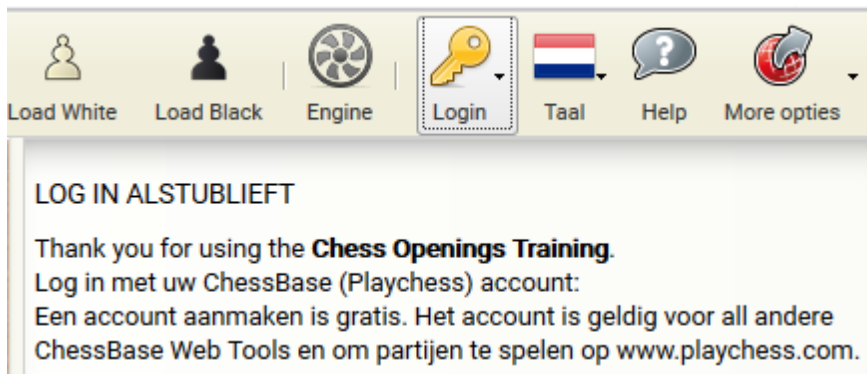 Load White Load Black Engine Login Taal Help More opties
LOG IN ALSTUBLIEFT
Thank you for using the Chess Openings Training.
Log in met uw ChessBase (Playchess) account:
Een account aanmaken is gratis. Het account is geldig voor all andere
ChessBase Web Tools en om partijen te spelen op www.playchess.com.